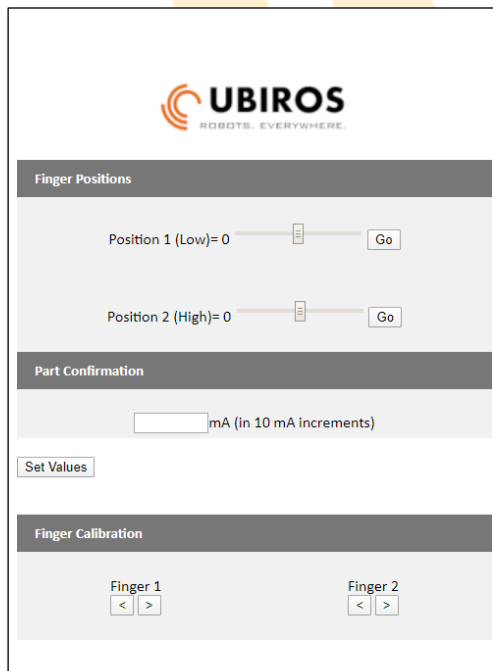 UBIROS
ROBOTS. EVERYWHERE.
Finger Positions
Position 1 (Low)= 0 Go
Position 2 (High)= 0 Go
Part Confirmation
mA (in 10 mA increments)
Set Values
Finger Calibration
Finger 1 Finger 2
< > < >